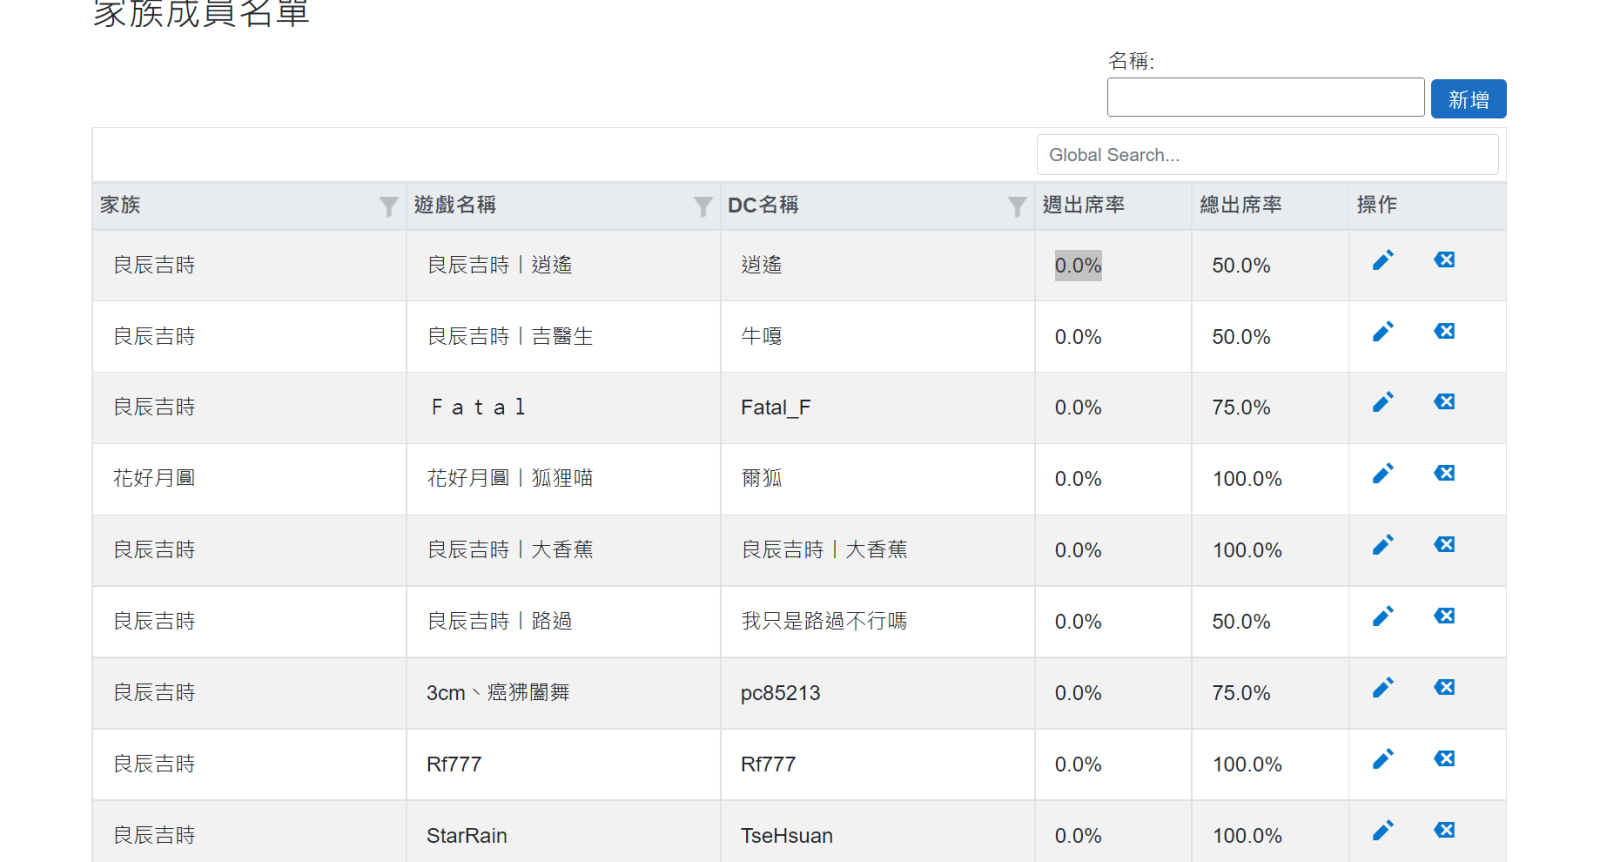 家族成員名單
名稱:
新增
Global Search...
家族 遊戲名稱 DC名稱 週出席率 總出席率 操作
良辰吉時 良辰吉時｜逍遙 逍遙 0.0% 50.0%
良辰吉時 良辰吉時｜吉醫生 牛嘎 0.0% 50.0%
良辰吉時 Ｆａｔａｌ Fatal_F 0.0% 75.0%
花好月圓 花好月圓｜狐狸喵 爾狐 0.0% 100.0%
良辰吉時 良辰吉時｜大香蕉 良辰吉時｜大香蕉 0.0% 100.0%
良辰吉時 良辰吉時｜路過 我只是路過不行嗎 0.0% 50.0%
良辰吉時 3cm丶癌狒闔舞 pc85213 0.0% 75.0%
良辰吉時 Rf777 Rf777 0.0% 100.0%
良辰吉時 StarRain TseHsuan 0.0% 100.0%